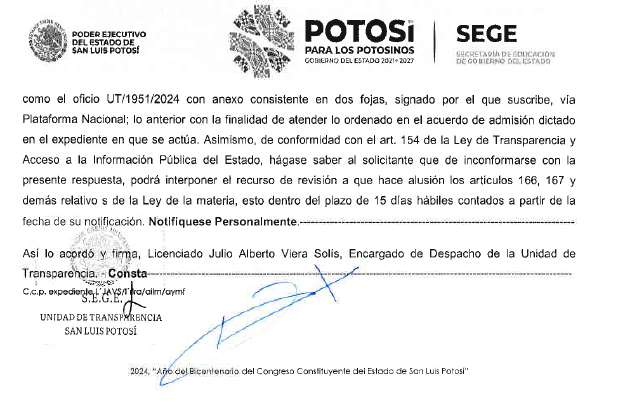 PODER EJECUTIVO
DEL ESTADO DE
SAN LUIS POTOSÍ
POTOSÍ
PARA LOS POTOSINOS
GOBIERNO DEL ESTADO 2021-2027
SEGE
SECRETARÍA DE EDUCACIÓN
DE GOBIERNO DEL ESTADO
como el oficio UT/1951/2024 con anexo consistente en dos fojas, signado por el que suscribe, vía
Plataforma Nacional; lo anterior con la finalidad de atender lo ordenado en el acuerdo de admisión dictado
en el expediente en que se actúa. Asimismo, de conformidad con el art. 154 de la Ley de Transparencia y
Acceso a la Información Pública del Estado, hágase saber al solicitante que de inconformarse con la
presente respuesta, podrá interponer el recurso de revisión a que hace alusión los artículos 166, 167 y
demás relativo s de la Ley de la materia, esto dentro del plazo de 15 días hábiles contados a partir de la
fecha de su notificación. Notifíquese Personalmente.------------------------------------------------------------
Así lo acordó y firma, Licenciado Julio Alberto Viera Solís, Encargado de Despacho de la Unidad de
Transparencia. - Consta------------------------------------------------------------
C.c.p. expediente
S.E.G.E.
UNIDAD DE TRANSPARENCIA
SAN LUIS POTOSÍ
2024, "Año del Bicentenario del Congreso Constituyente del Estado de San Luis Potosí"